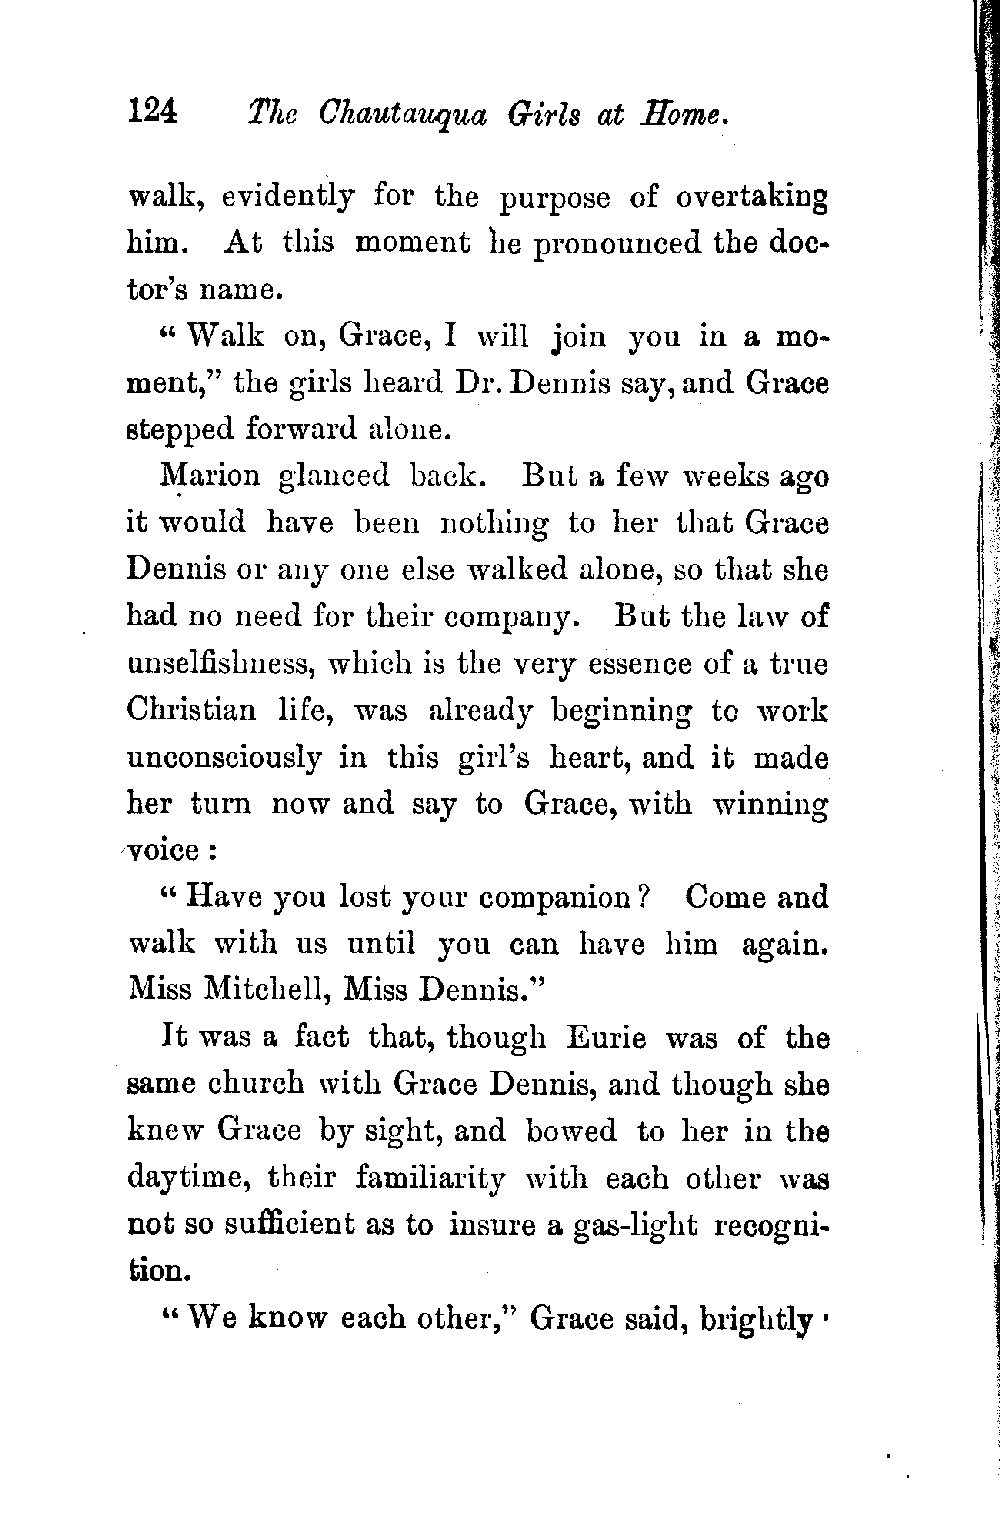 124 The Chautauqua Girls at Home.
walk, evidently for the purpose of overtaking
him. At this moment he pronounced the doc-
tor's name.
“ Walk on, Grace, I will join you in a mo-
ment,” the girls heard Dr. Dennis say, and Grace
stepped forward alone.
Marion glanced back. But a few weeks ago
it would have been nothing to her that Grace
Dennis or any one else walked alone, so that she
had no need for their company. But the law of
unselfishness, which is the very essence of a true
Christian life, was already beginning to work
unconsciously in this girl's heart, and it made
her turn now and say to Grace, with winning
voice :
“ Have you lost your companion ? Come and
walk with us until you can have him again.
Miss Mitchell, Miss Dennis.”
It was a fact that, though Eurie was of the
same church with Grace Dennis, and though she
knew Grace by sight, and bowed to her in the
daytime, their familiarity with each other was
not so sufficient as to insure a gas-light recogni-
tion.
“ We know each other,” Grace said, brightly '